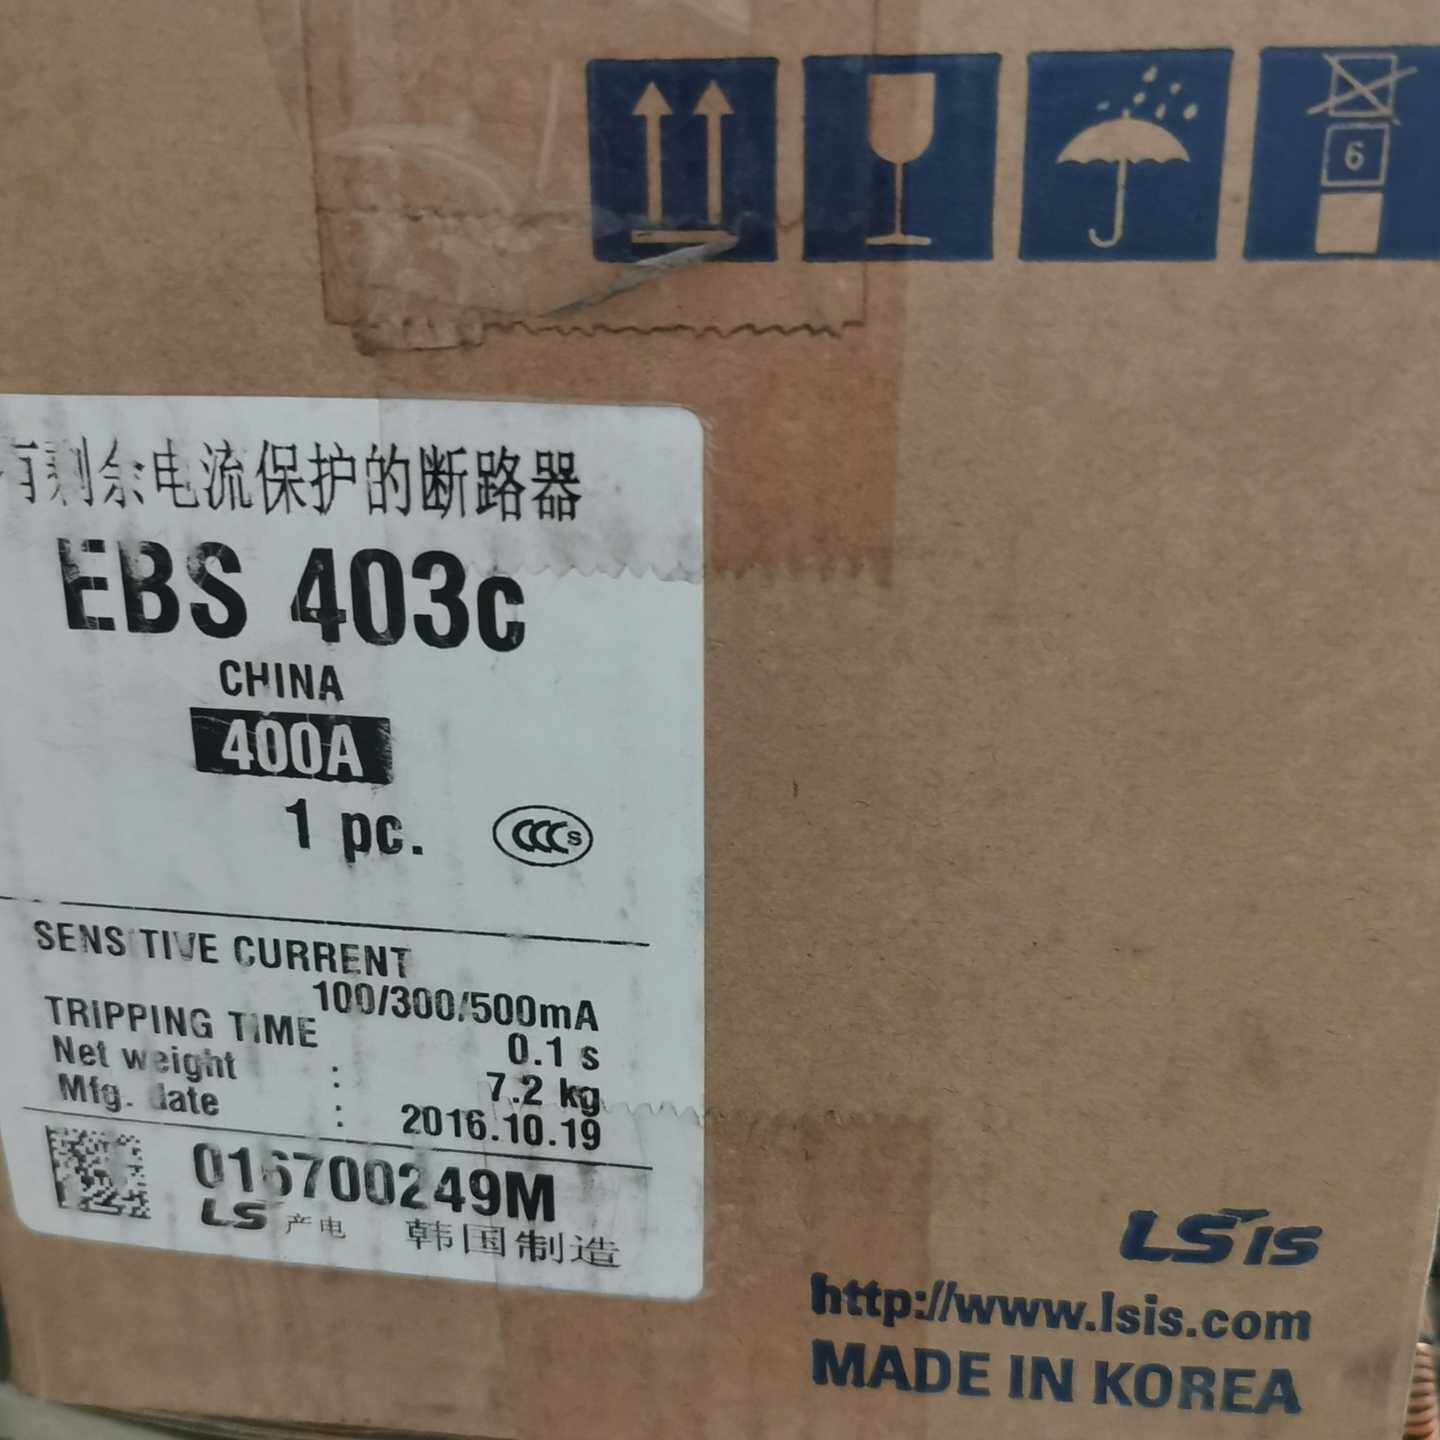 6
有剩余电流保护的断路器
EBS 403c
CHINA
400A
1 pc.
CCC S
SENSITIVE CURRENT
100/300/500mA
TRIPPING TIME 0.1 s
Net weight : 7.2 kg
Mfg. date : 2016.10.19
016700249M
LS 产电 韩国制造
LSIS
http://www.lsis.com
MADE IN KOREA